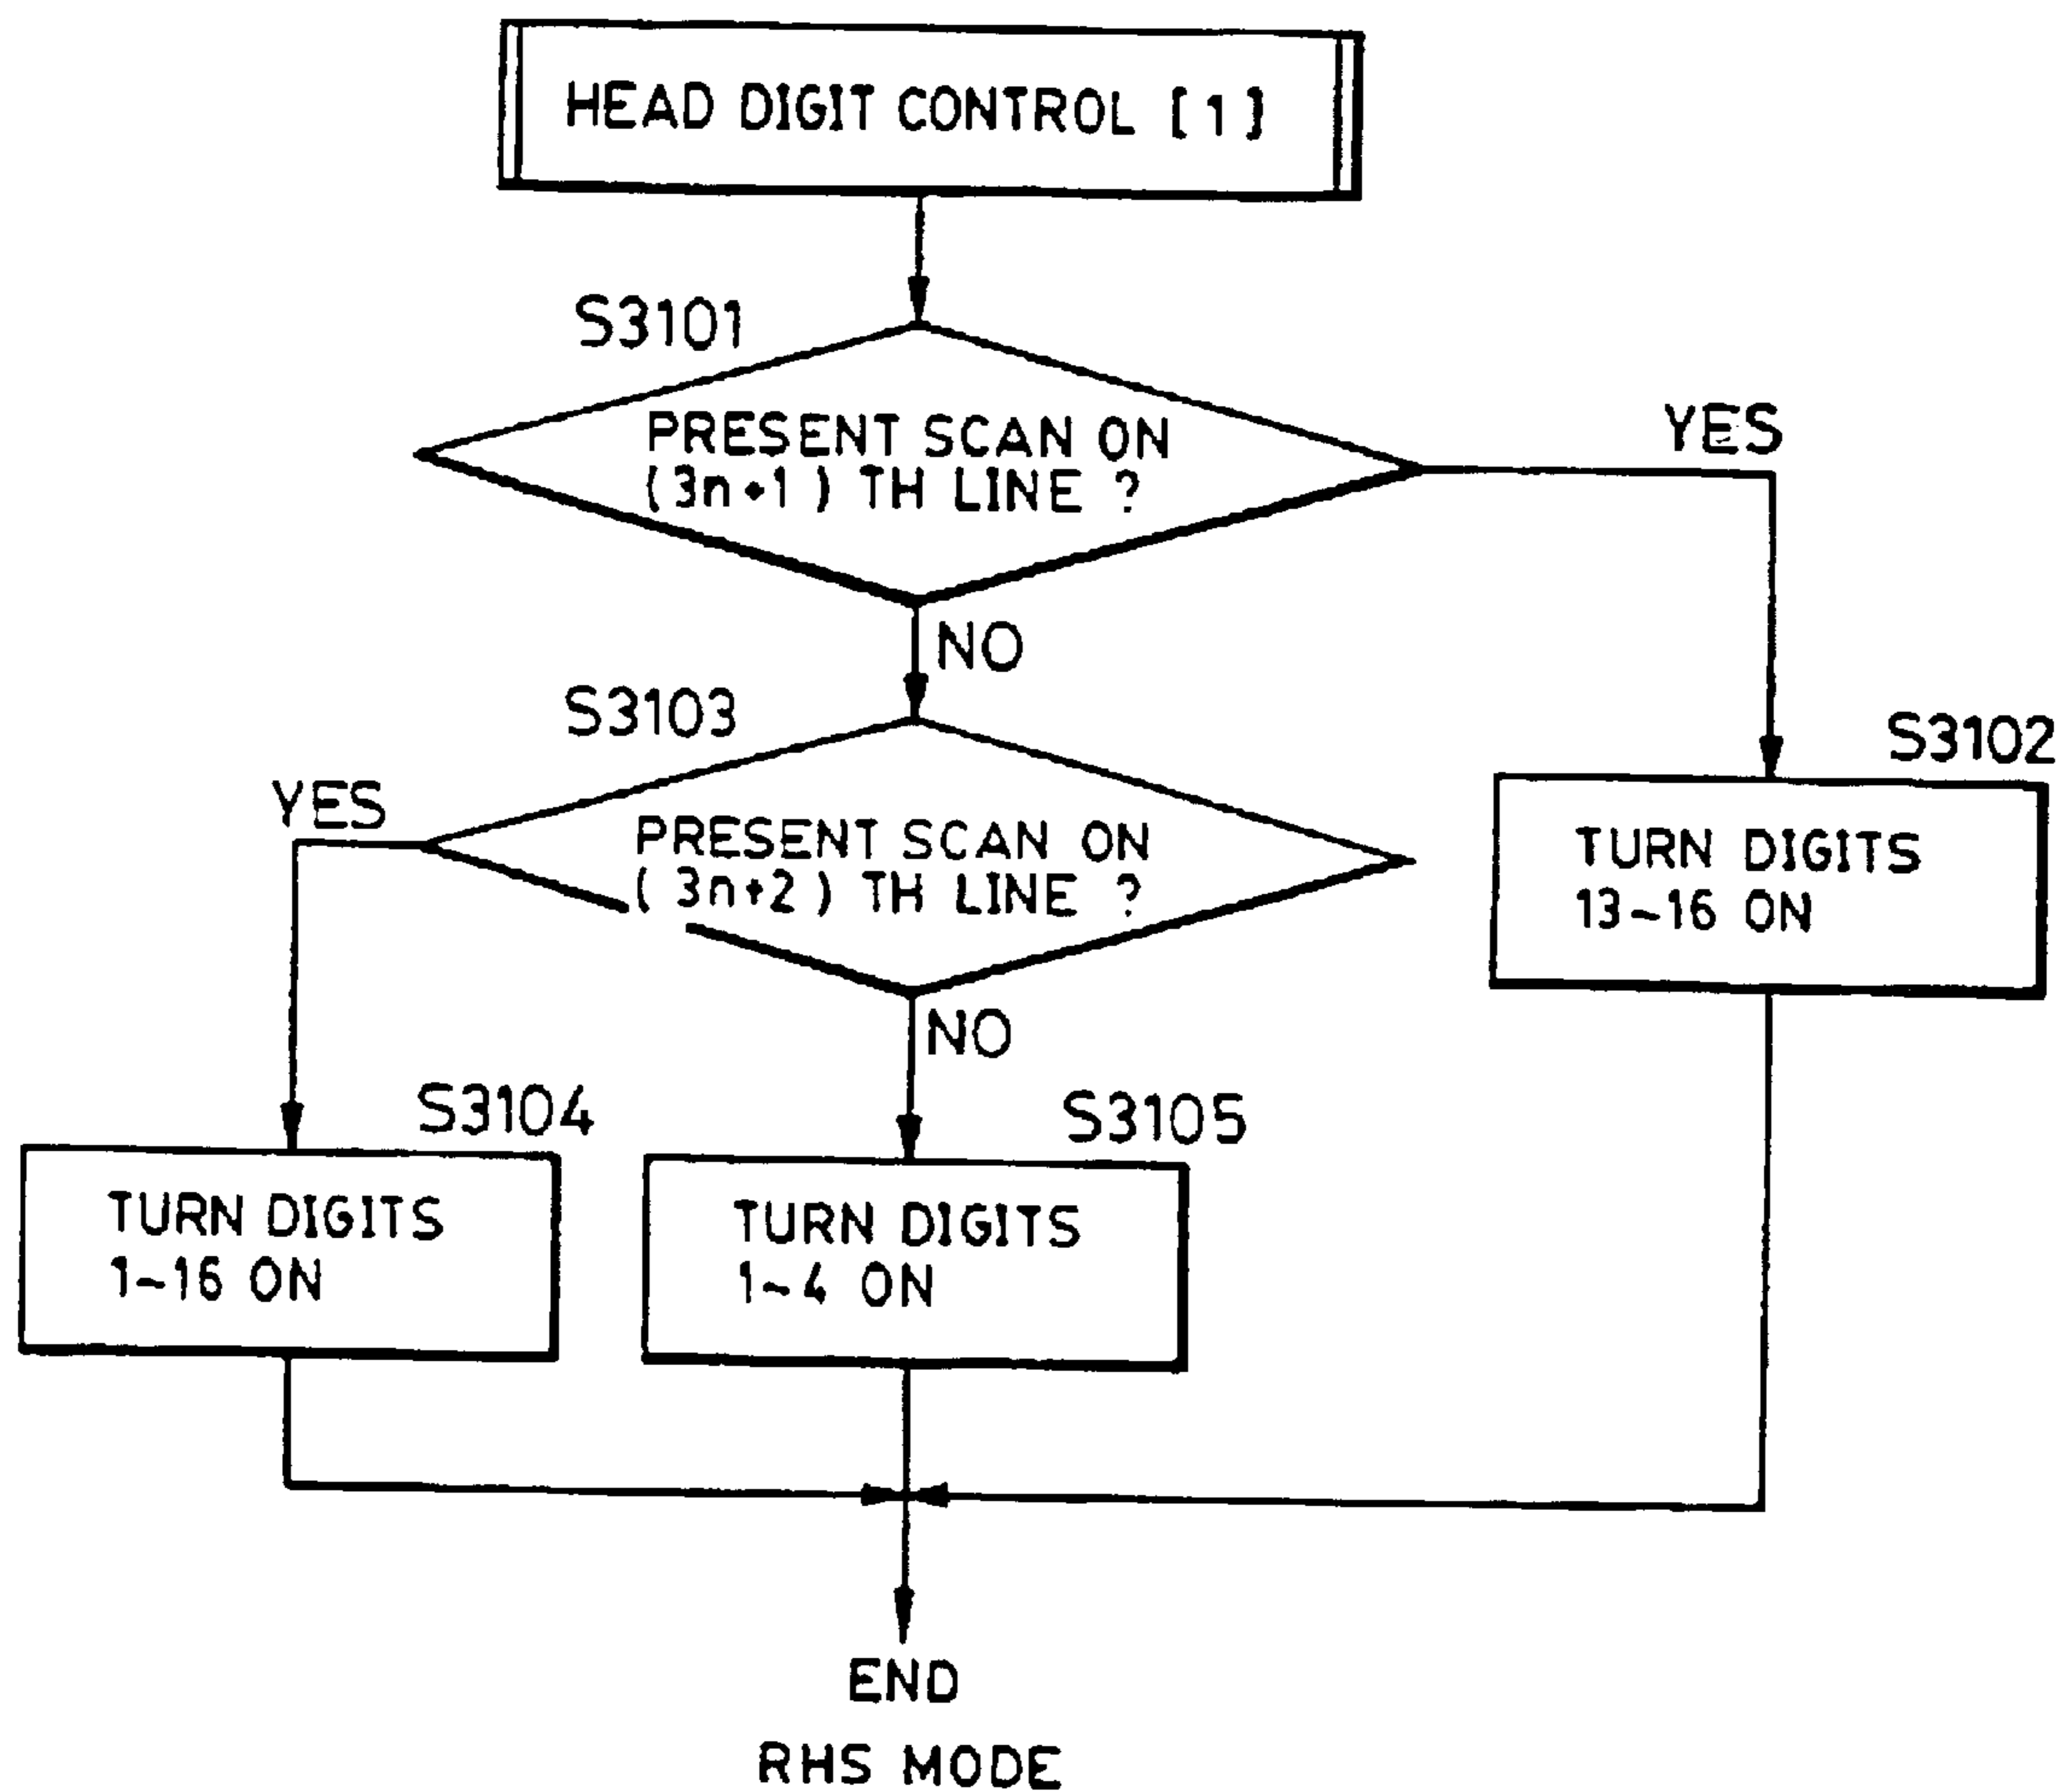 HEAD DIGIT CONTROL [1]
S3101
PRESENT SCAN ON
(3n+1) TH LINE ?
YES
NO
S3103
S3102
YES
PRESENT SCAN ON
(3n+2) TH LINE ?
TURN DIGITS
13~16 ON
NO
S3104
S3105
TURN DIGITS
1~16 ON
TURN DIGITS
1~4 ON
END
RHS MODE